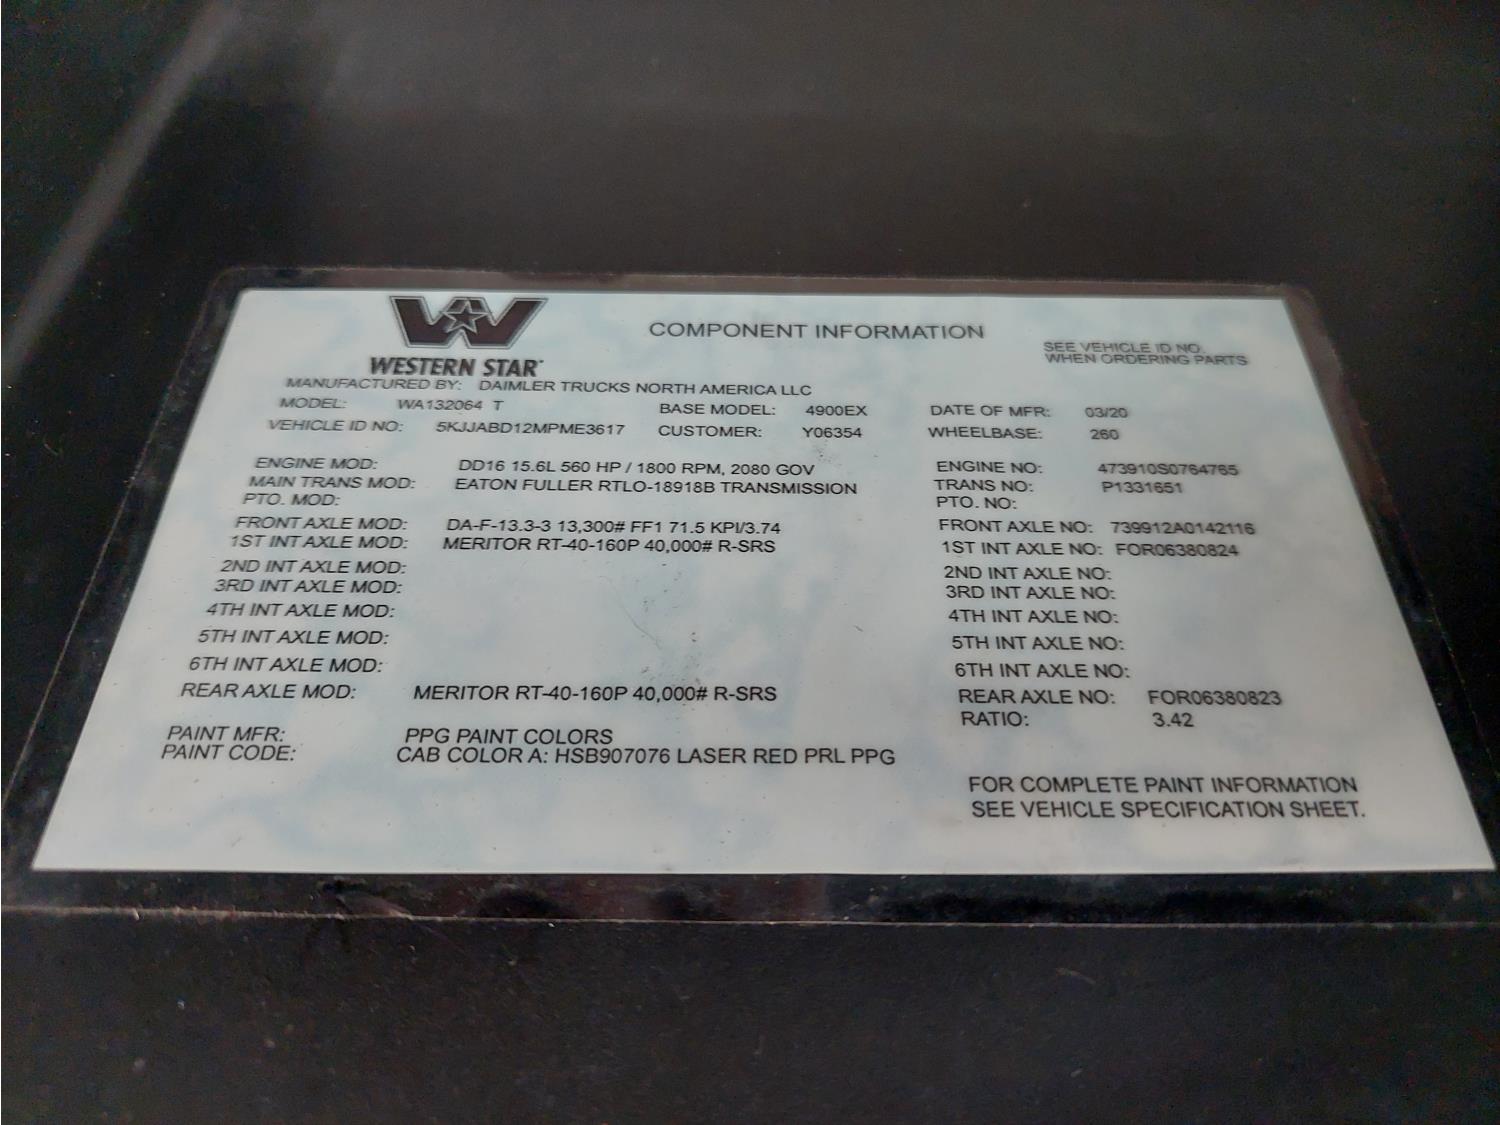 WESTERN STAR
COMPONENT INFORMATION
SEE VEHICLE ID NO.
WHEN ORDERING PARTS
MANUFACTURED BY: DAIMLER TRUCKS NORTH AMERICA LLC
MODEL: WA132064 T BASE MODEL: 4900EX DATE OF MFR: 03/20
VEHICLE ID NO: 5KJJABD12MPME3617 CUSTOMER: Y06354 WHEELBASE: 260
ENGINE MOD: DD16 15.6L 560 HP / 1800 RPM, 2080 GOV ENGINE NO: 473910S0764765
MAIN TRANS MOD: EATON FULLER RTLO-18918B TRANSMISSION TRANS NO: P1331651
PTO. MOD: PTO. NO:
FRONT AXLE MOD: DA-F-13.3-3 13,300# FF1 71.5 KPI/3.74 FRONT AXLE NO: 739912A0142116
1ST INT AXLE MOD: MERITOR RT-40-160P 40,000# R-SRS 1ST INT AXLE NO: FOR06380824
2ND INT AXLE MOD: 2ND INT AXLE NO:
3RD INT AXLE MOD: 3RD INT AXLE NO:
4TH INT AXLE MOD: 4TH INT AXLE NO:
5TH INT AXLE MOD: 5TH INT AXLE NO:
6TH INT AXLE MOD: 6TH INT AXLE NO:
REAR AXLE MOD: MERITOR RT-40-160P 40,000# R-SRS REAR AXLE NO: FOR06380823
RATIO: 3.42
PAINT MFR: PPG PAINT COLORS
PAINT CODE: CAB COLOR A: HSB907076 LASER RED PRL PPG
FOR COMPLETE PAINT INFORMATION
SEE VEHICLE SPECIFICATION SHEET.